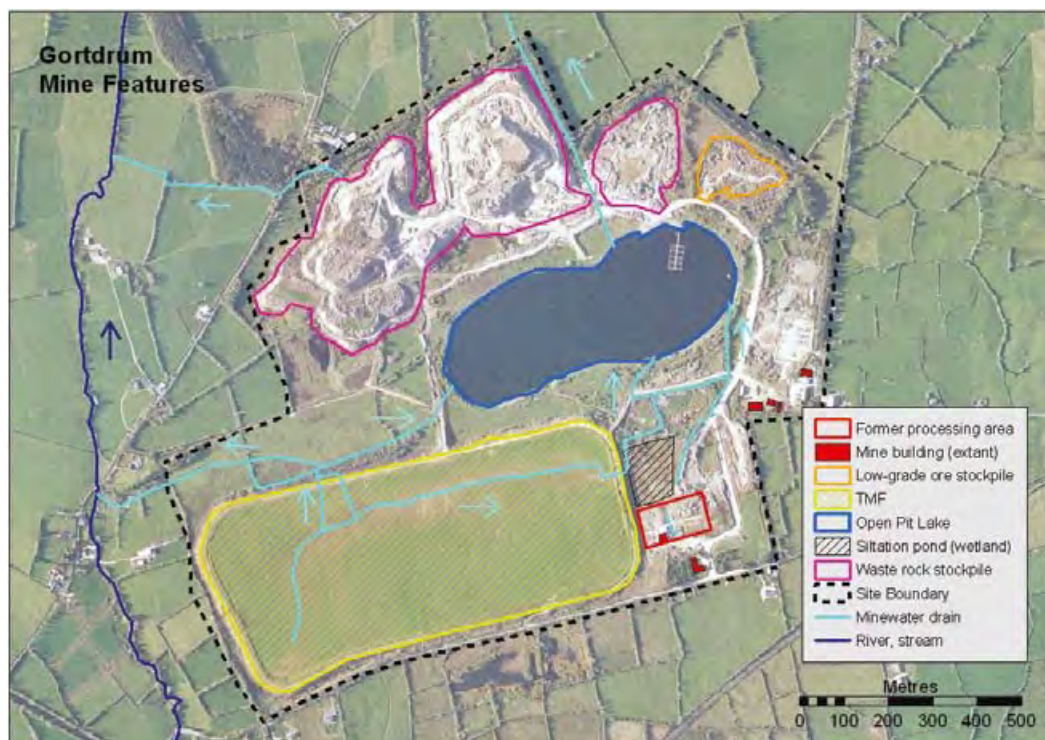 Gortdrum
Mine Features
Former processing area
Mine building (extant)
Low-grade ore stockpile
TMF
Open Pit Lake
Siltation pond (wetland)
Waste rock stockpile
Site Boundary
Minewater drain
River, stream
Metres
0 100 200 300 400 500